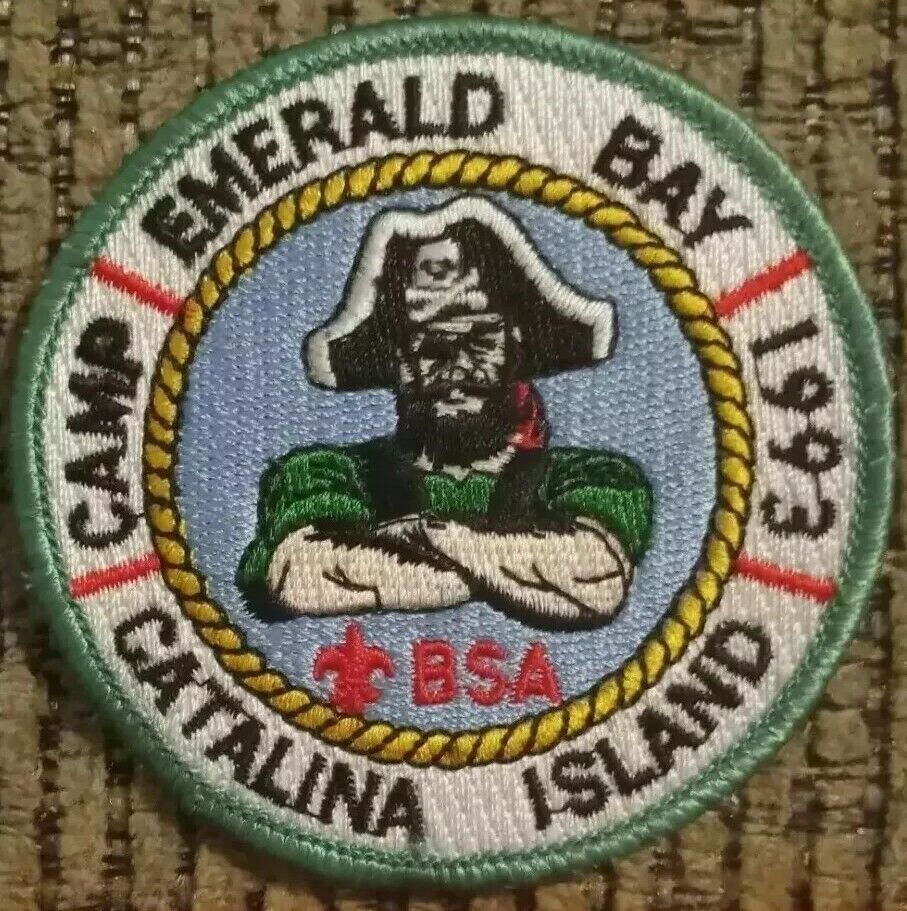 CAMP
EMERALD BAY
1993
CATALINA ISLAND
BSA